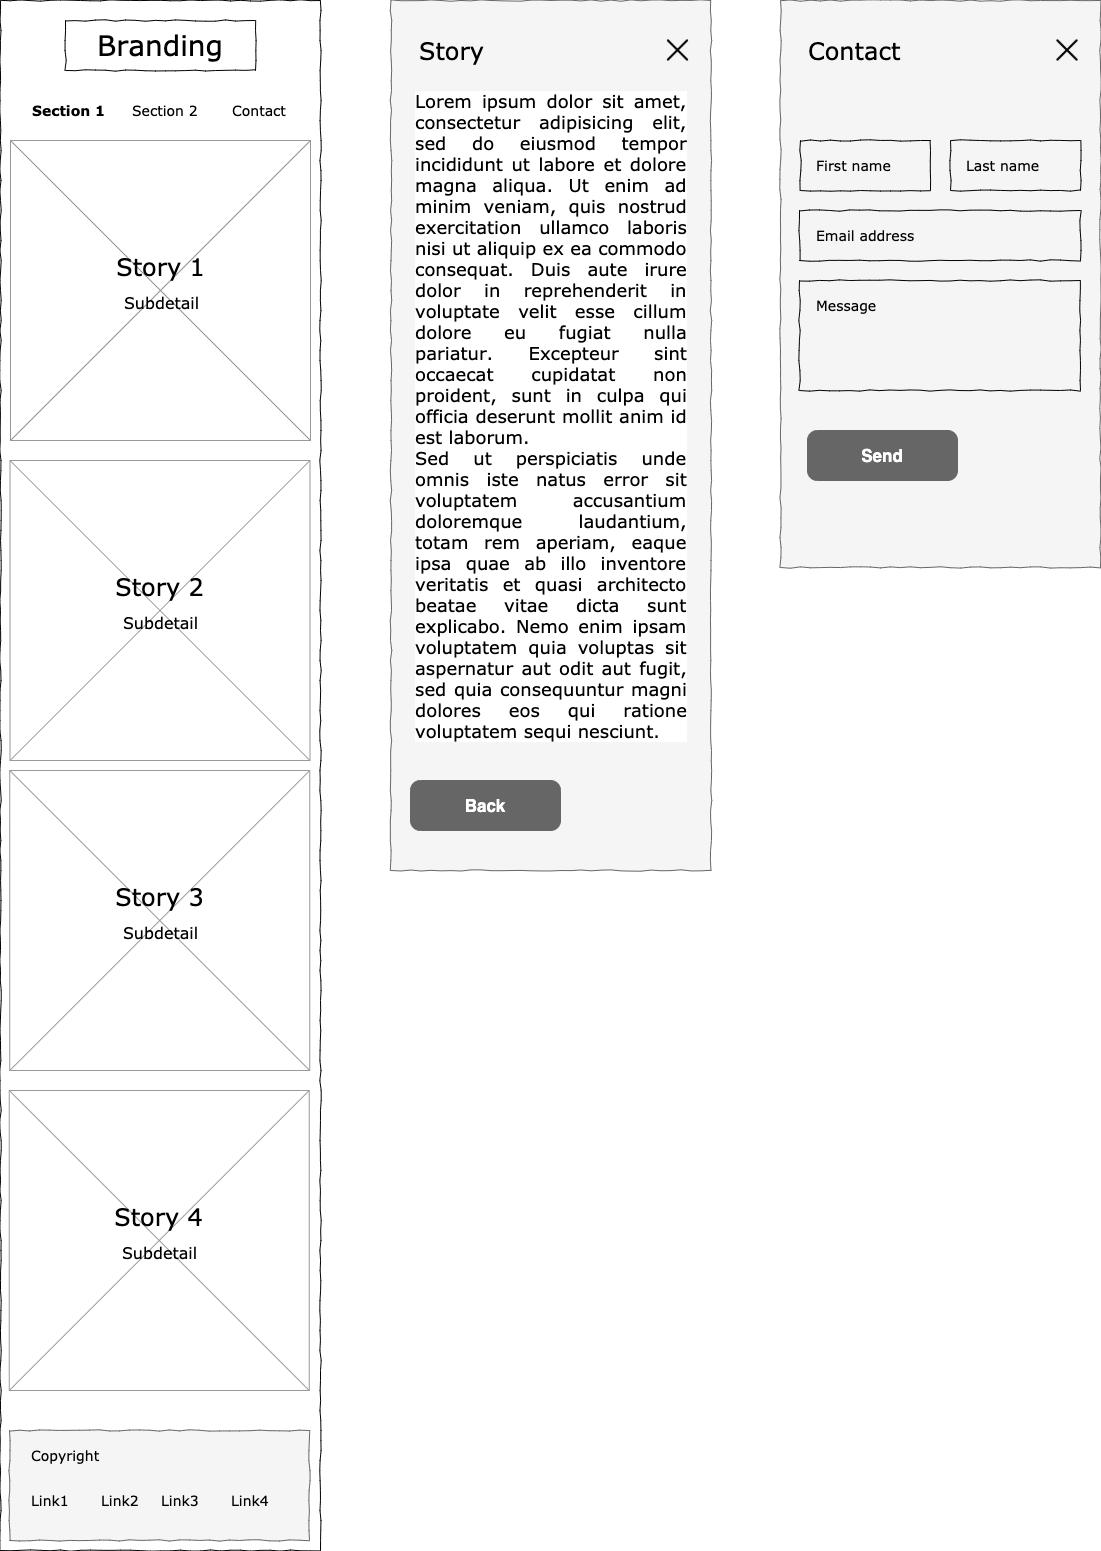 Branding
Section 1 Section 2 Contact
Story 1
Subdetail
Story 2
Subdetail
Story 3
Subdetail
Story 4
Subdetail
Copyright
Link1 Link2 Link3 Link4
Story
Lorem ipsum dolor sit amet,
consectetur adipisicing elit,
sed do eiusmod tempor
incididunt ut labore et dolore
magna aliqua. Ut enim ad
minim veniam, quis nostrud
exercitation ullamco laboris
nisi ut aliquip ex ea commodo
consequat. Duis aute irure
dolor in reprehenderit in
voluptate velit esse cillum
dolore eu fugiat nulla
pariatur. Excepteur sint
occaecat cupidatat non
proident, sunt in culpa qui
officia deserunt mollit anim id
est laborum.
Sed ut perspiciatis unde
omnis iste natus error sit
voluptatem accusantium
doloremque laudantium,
totam rem aperiam, eaque
ipsa quae ab illo inventore
veritatis et quasi architecto
beatae vitae dicta sunt
explicabo. Nemo enim ipsam
voluptatem quia voluptas sit
aspernatur aut odit aut fugit,
sed quia consequuntur magni
dolores eos qui ratione
voluptatem sequi nesciunt.
Back
Contact
First name Last name
Email address
Message
Send